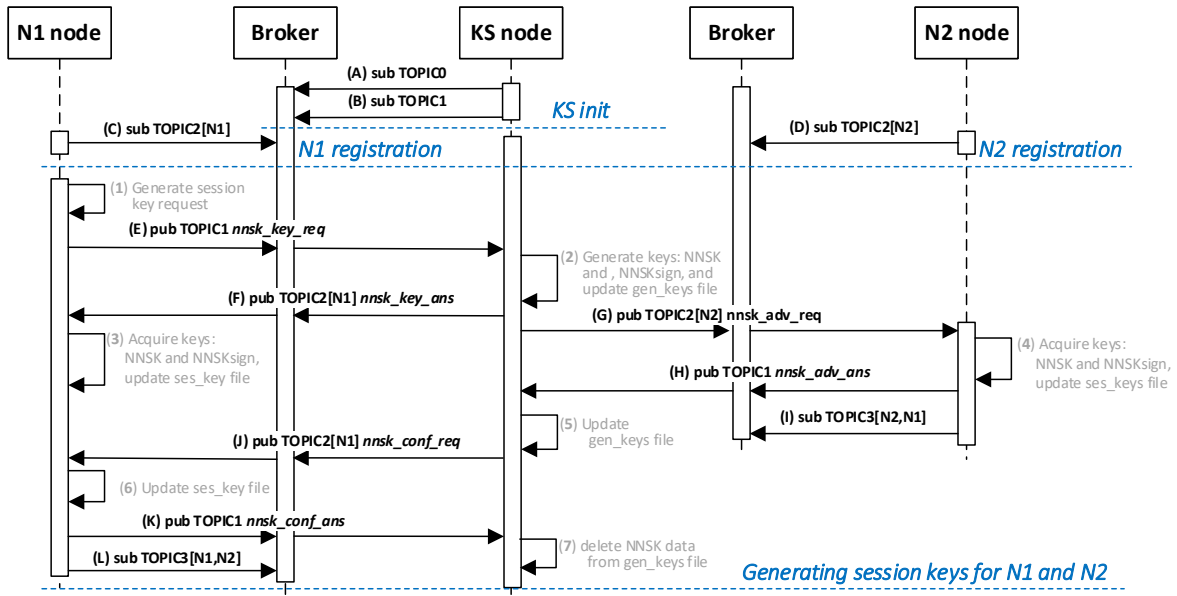 N1 node
Broker
KS node
Broker
N2 node
(A) sub TOPIC0
(B) sub TOPIC1
KS init
(C) sub TOPIC2[N1]
(D) sub TOPIC2[N2]
N1 registration
N2 registration
(1) Generate session
key request
(E) pub TOPIC1 nnsk_key_req
(2) Generate keys: NNSK
and , NNSKsign, and
update gen_keys file
(F) pub TOPIC2[N1] nnsk_key_ans
(G) pub TOPIC2[N2] nnsk_adv_req
(3) Acquire keys:
NNSK and NNSKsign,
update ses_key file
(4) Acquire keys:
NNSK and NNSKsign,
update ses_keys file
(H) pub TOPIC1 nnsk_adv_ans
(I) sub TOPIC3[N2,N1]
(5) Update
gen_keys file
(J) pub TOPIC2[N1] nnsk_conf_req
(6) Update ses_key file
(K) pub TOPIC1 nnsk_conf_ans
(7) delete NNSK data
from gen_keys file
(L) sub TOPIC3[N1,N2]
Generating session keys for N1 and N2